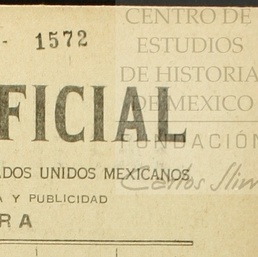 CENTRO DE
ESTUDIOS
DE HISTORIA
DE MEXICO
FUNDACIÓN
Carlos Slim
- 1572
FICIAL
ADOS UNIDOS MEXICANOS
A Y PUBLICIDAD
RA